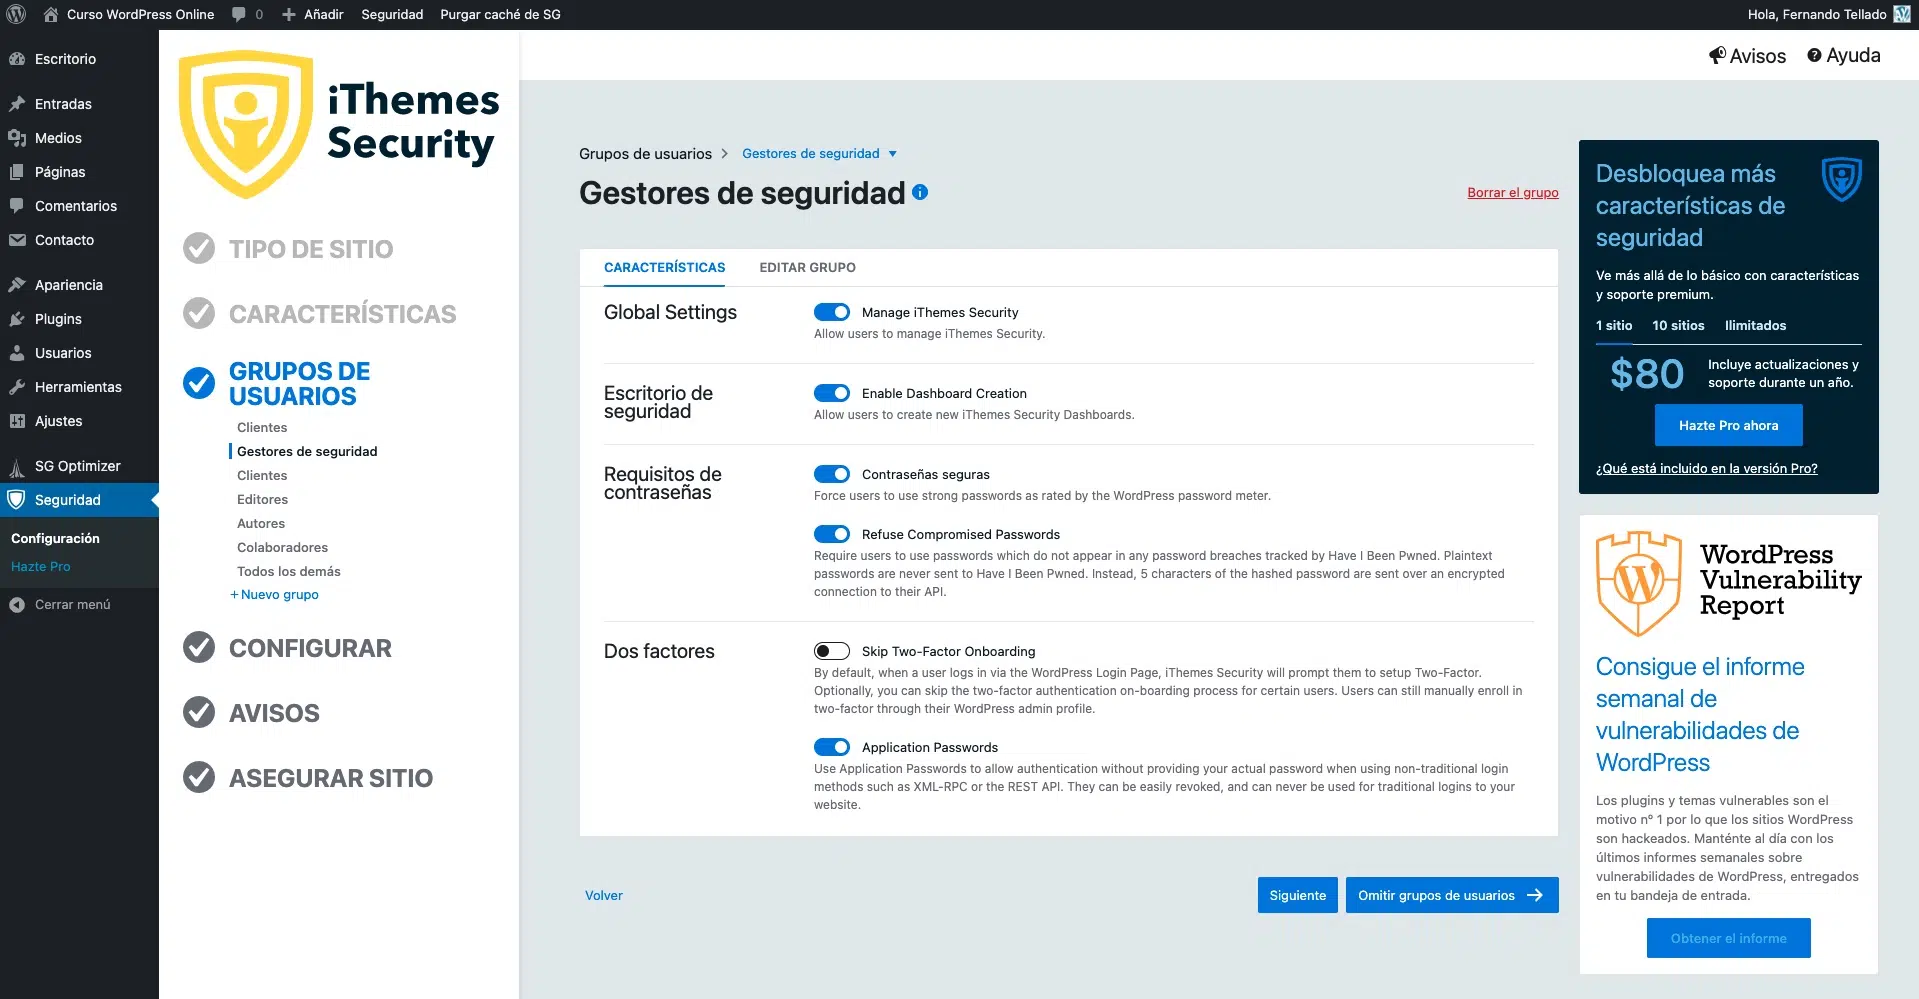 Curso WordPress Online
0
Añadir
Seguridad
Purgar caché de SG
Hola, Fernando Tellado
Escritorio
Entradas
Medios
Páginas
Comentarios
Contacto
Apariencia
Plugins
Usuarios
Herramientas
Ajustes
SG Optimizer
Seguridad
Configuración
Hazte Pro
Cerrar menú
iThemes
Security
TIPO DE SITIO
CARACTERÍSTICAS
GRUPOS DE
USUARIOS
Clientes
Gestores de seguridad
Clientes
Editores
Autores
Colaboradores
Todos los demás
+ Nuevo grupo
CONFIGURAR
AVISOS
ASEGURAR SITIO
Avisos
Ayuda
Grupos de usuarios > Gestores de seguridad
Gestores de seguridad
Borrar el grupo
CARACTERÍSTICAS
EDITAR GRUPO
Global Settings
Manage iThemes Security
Allow users to manage iThemes Security.
Escritorio de
seguridad
Enable Dashboard Creation
Allow users to create new iThemes Security Dashboards.
Requisitos de
contraseñas
Contraseñas seguras
Force users to use strong passwords as rated by the WordPress password meter.
Refuse Compromised Passwords
Require users to use passwords which do not appear in any password breaches tracked by Have I Been Pwned. Plaintext
passwords are never sent to Have I Been Pwned. Instead, 5 characters of the hashed password are sent over an encrypted
connection to their API.
Dos factores
Skip Two-Factor Onboarding
By default, when a user logs in via the WordPress Login Page, iThemes Security will prompt them to setup Two-Factor.
Optionally, you can skip the two-factor authentication on-boarding process for certain users. Users can still manually enroll in
two-factor through their WordPress admin profile.
Application Passwords
Use Application Passwords to allow authentication without providing your actual password when using non-traditional login
methods such as XML-RPC or the REST API. They can be easily revoked, and can never be used for traditional logins to your
website.
Volver
Siguiente
Omitir grupos de usuarios →
Desbloquea más
características de
seguridad
Ve más allá de lo básico con características
y soporte premium.
1 sitio
10 sitios
Ilimitados
$80
Incluye actualizaciones y
soporte durante un año.
Hazte Pro ahora
¿Qué está incluido en la versión Pro?
WordPress
Vulnerability
Report
Consigue el informe
semanal de
vulnerabilidades de
WordPress
Los plugins y temas vulnerables son el
motivo nº 1 por lo que los sitios WordPress
son hackeados. Manténte al día con los
últimos informes semanales sobre
vulnerabilidades de WordPress, entregados
en tu bandeja de entrada.
Obtener el informe